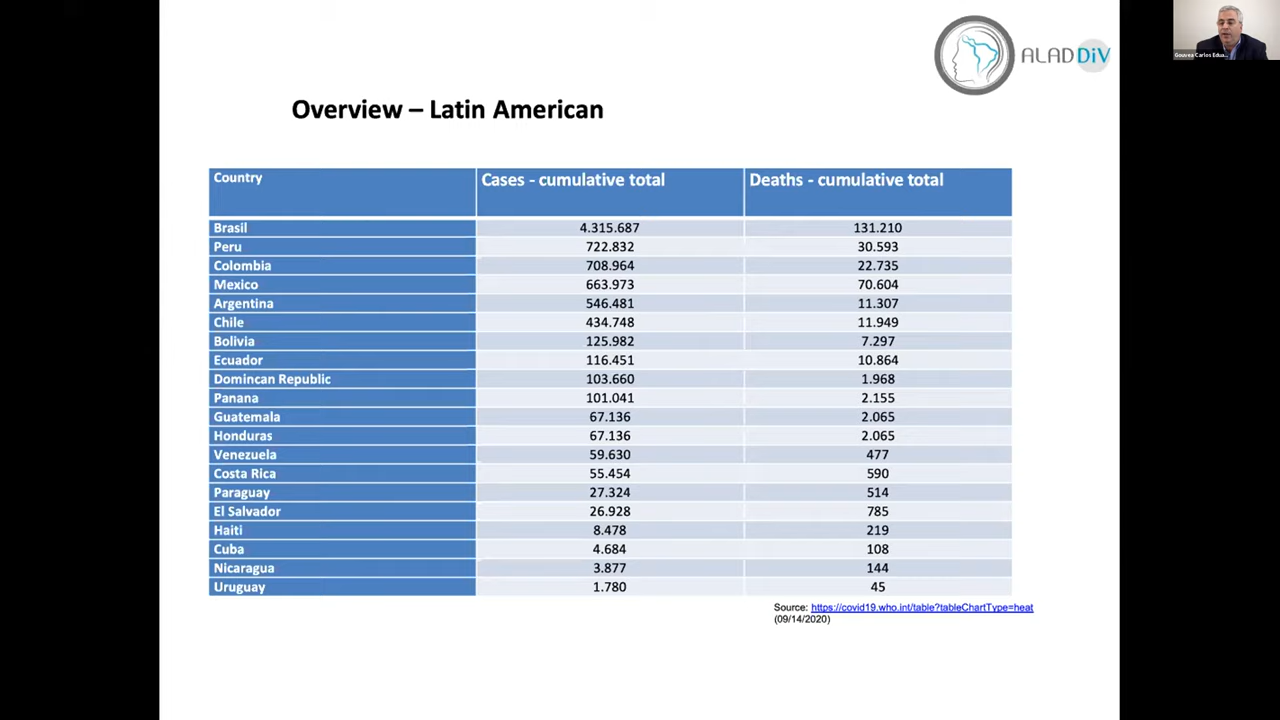 ALADDiV
Gouvea Carlos Edua...
Overview – Latin American
Country Cases - cumulative total Deaths - cumulative total
Brasil 4.315.687 131.210
Peru 722.832 30.593
Colombia 708.964 22.735
Mexico 663.973 70.604
Argentina 546.481 11.307
Chile 434.748 11.949
Bolivia 125.982 7.297
Ecuador 116.451 10.864
Domincan Republic 103.660 1.968
Panana 101.041 2.155
Guatemala 67.136 2.065
Honduras 67.136 2.065
Venezuela 59.630 477
Costa Rica 55.454 590
Paraguay 27.324 514
El Salvador 26.928 785
Haiti 8.478 219
Cuba 4.684 108
Nicaragua 3.877 144
Uruguay 1.780 45
Source: https://covid19.who.int/table?tableChartType=heat
(09/14/2020)